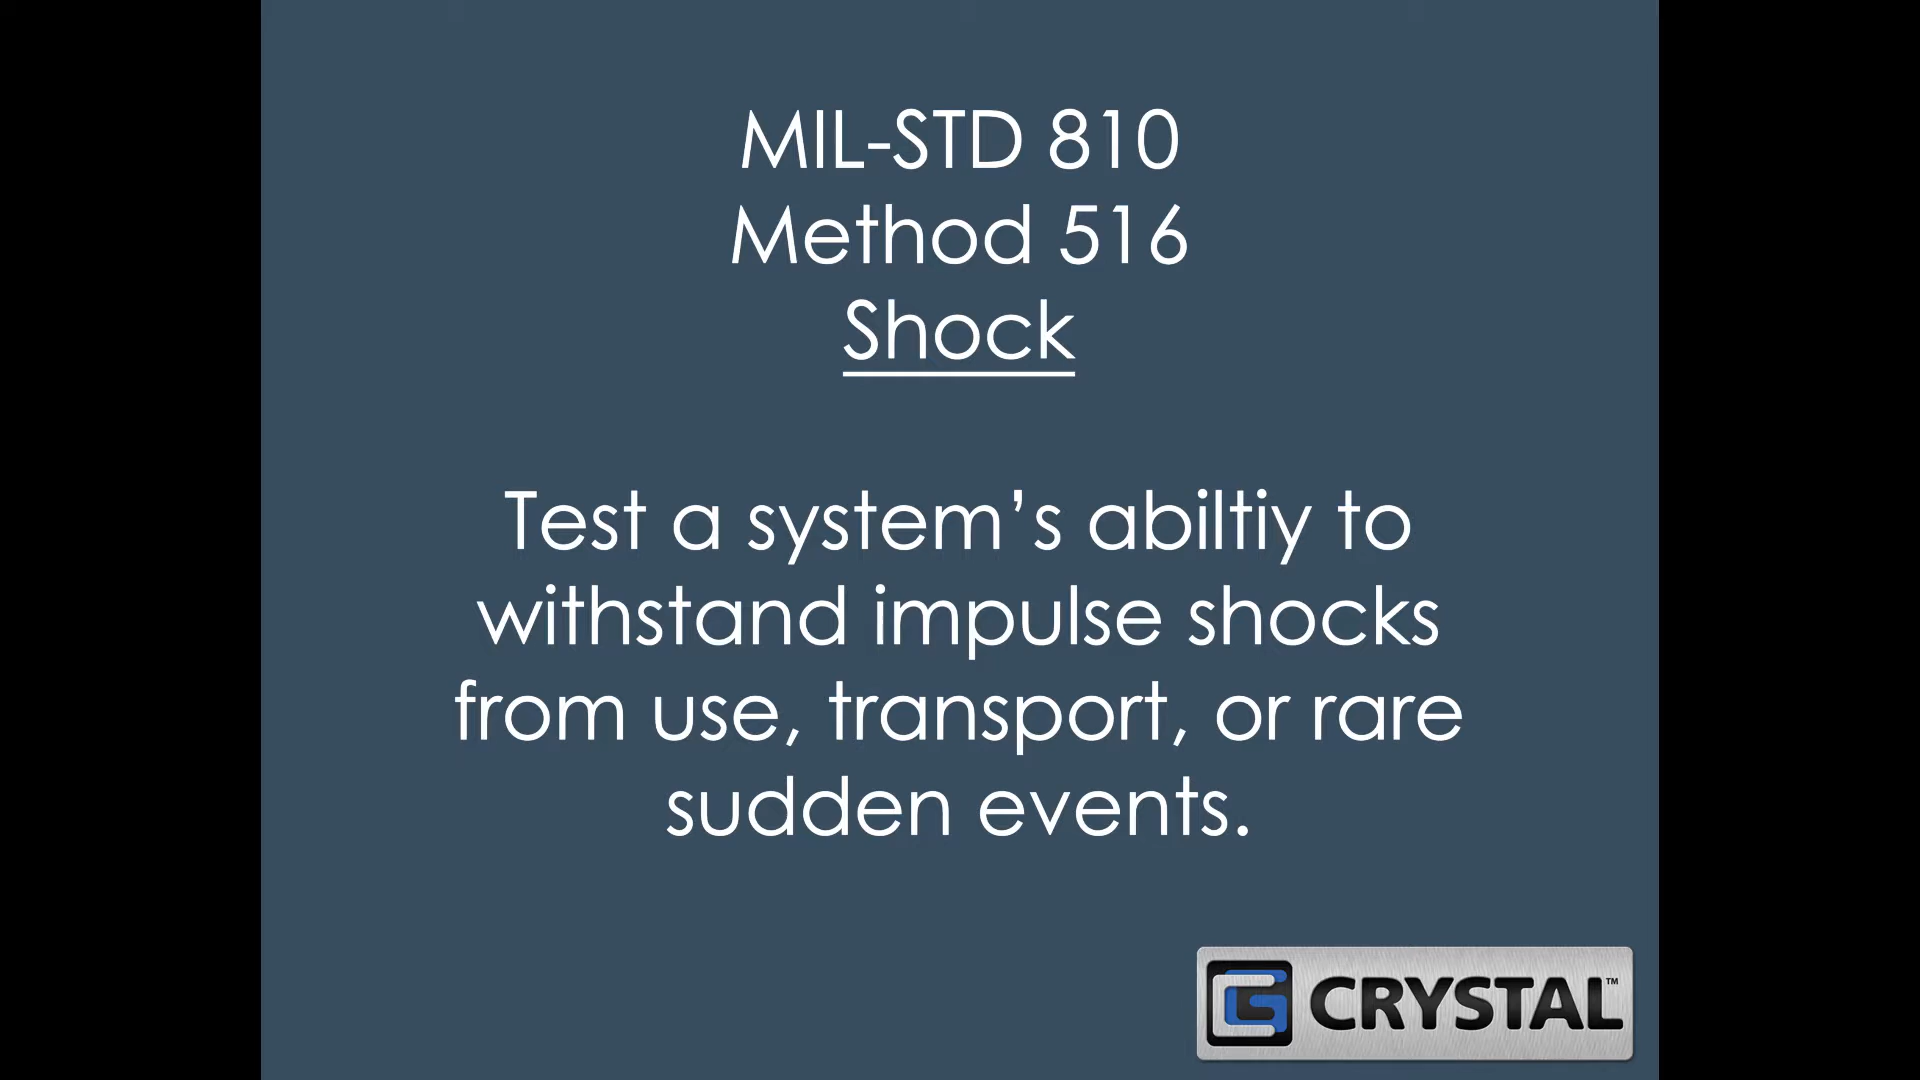 MIL-STD 810
Method 516
Shock
Test a system’s abiltiy to
withstand impulse shocks
from use, transport, or rare
sudden events.
CRYSTAL™